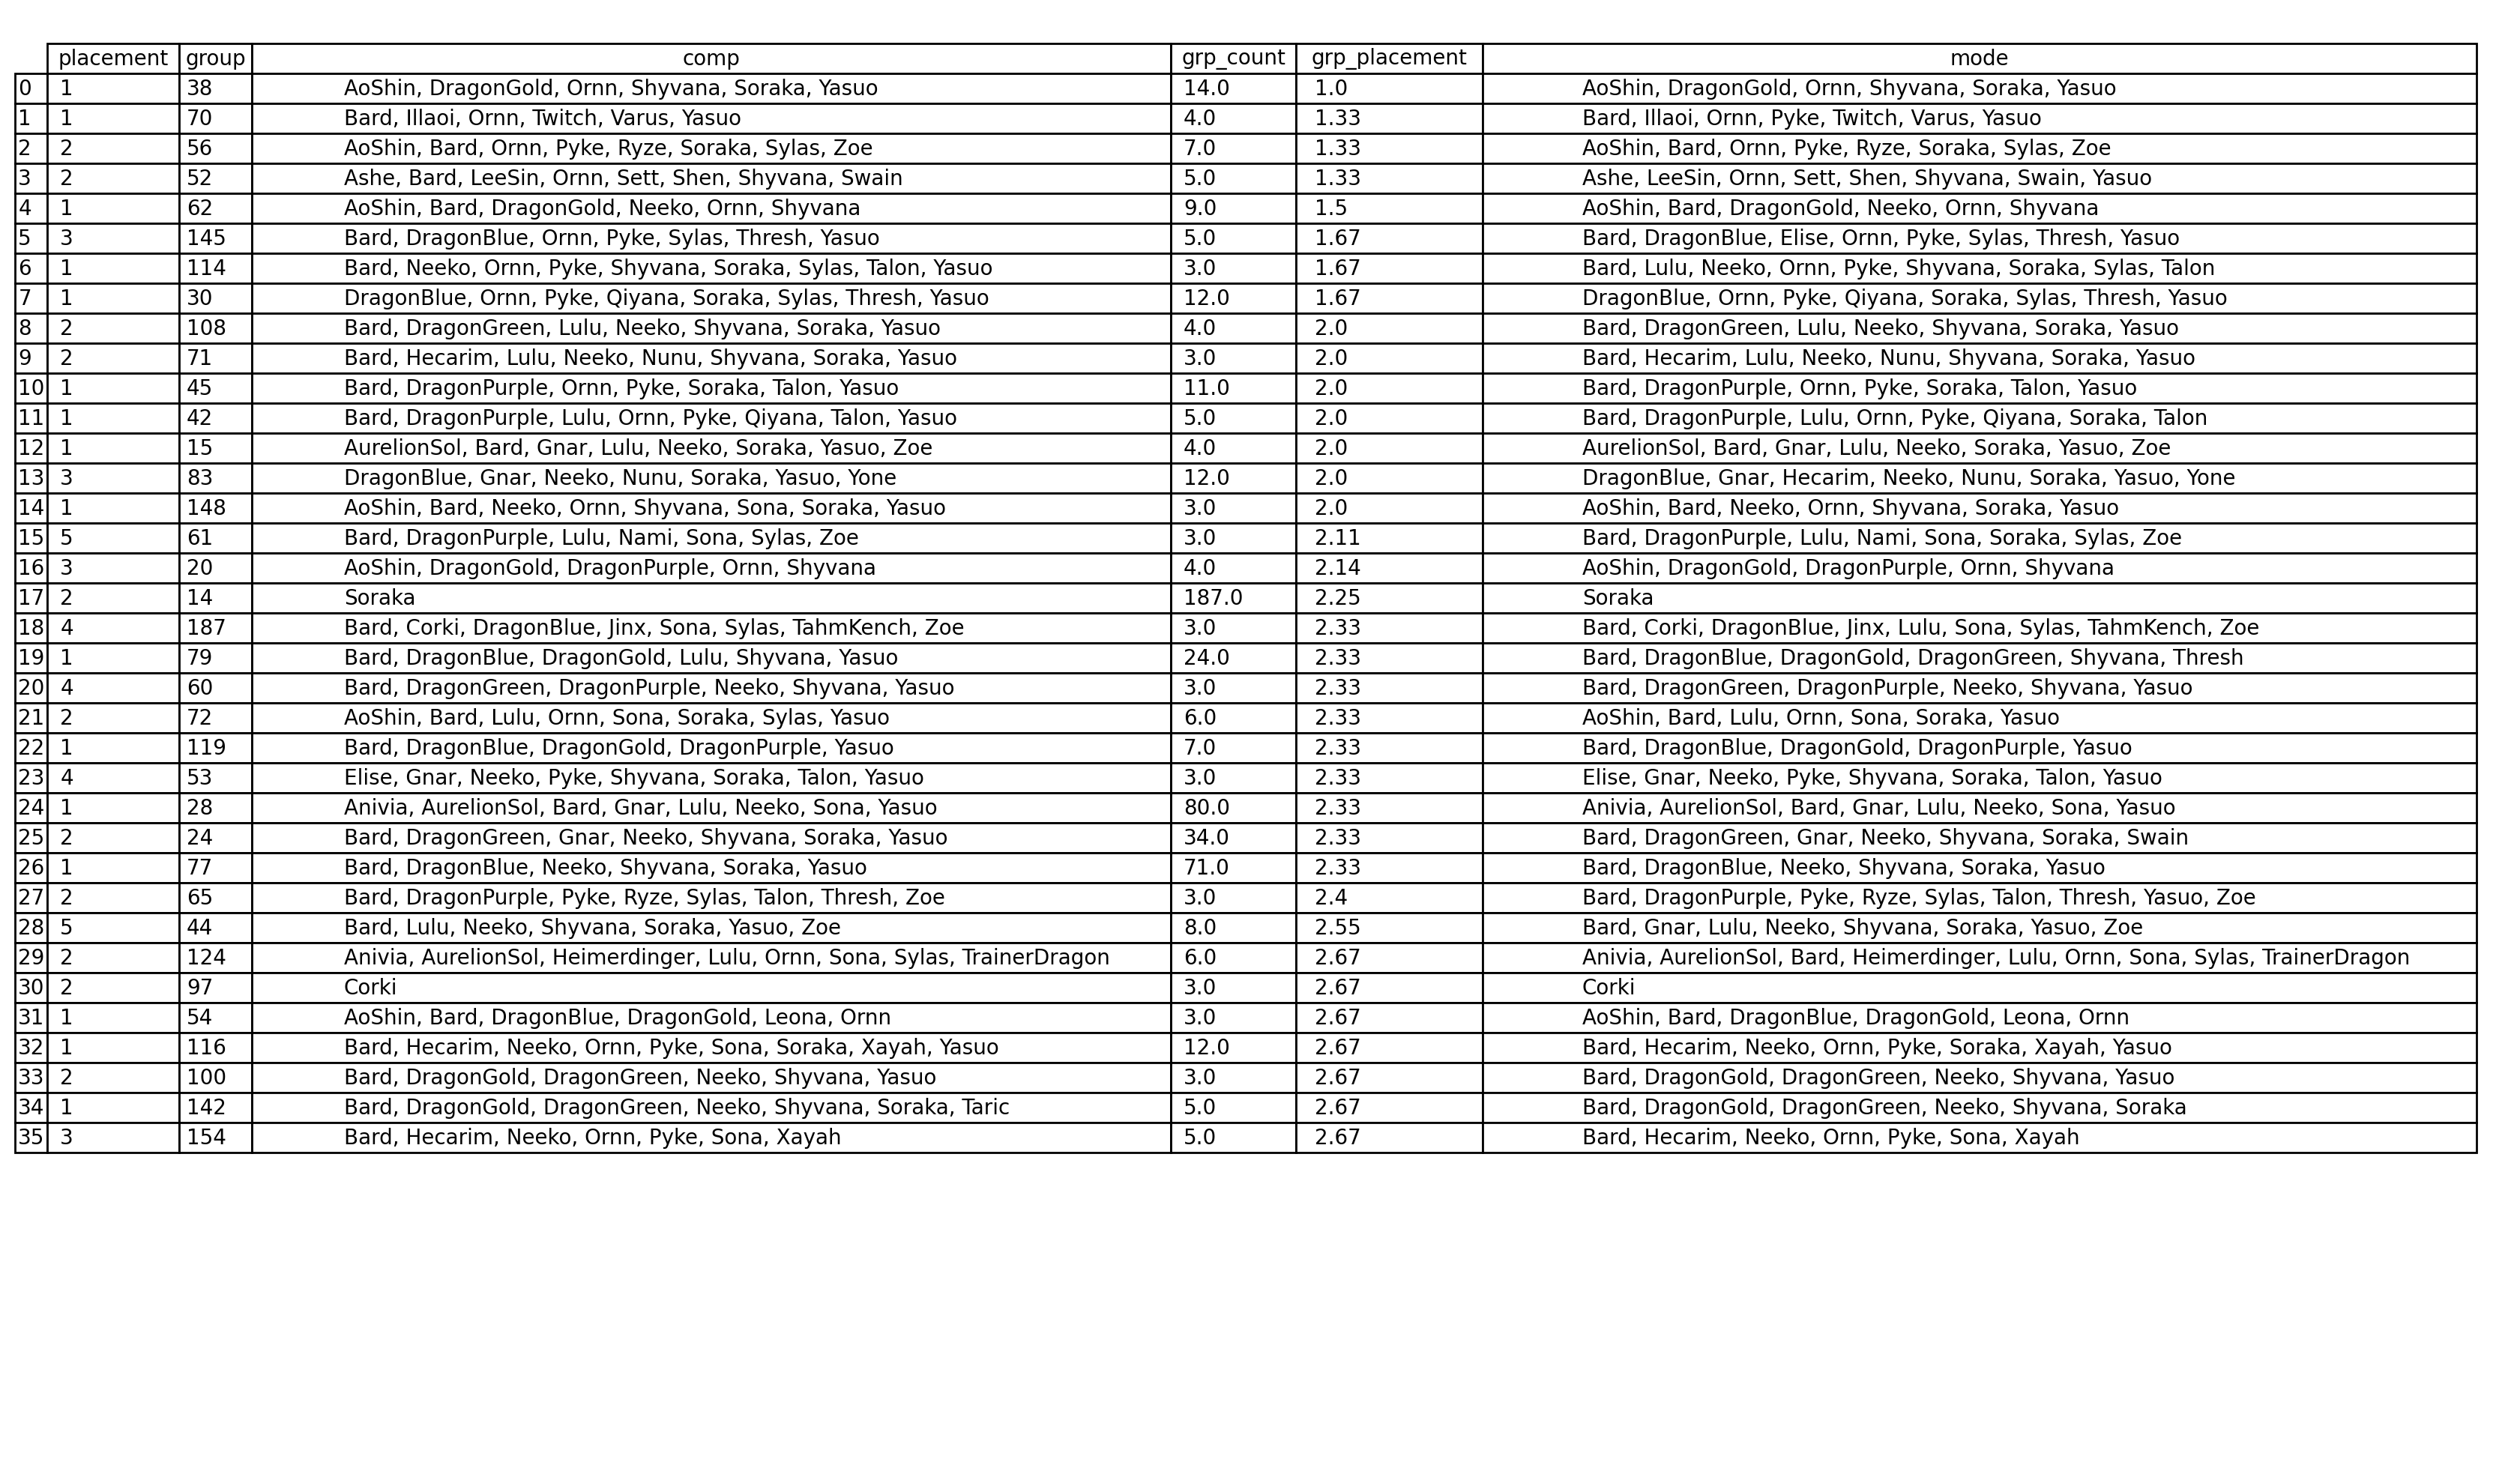 placement group comp grp_count grp_placement mode
0 1 38 AoShin, DragonGold, Ornn, Shyvana, Soraka, Yasuo 14.0 1.0 AoShin, DragonGold, Ornn, Shyvana, Soraka, Yasuo
1 1 70 Bard, Illaoi, Ornn, Twitch, Varus, Yasuo 4.0 1.33 Bard, Illaoi, Ornn, Pyke, Twitch, Varus, Yasuo
2 2 56 AoShin, Bard, Ornn, Pyke, Ryze, Soraka, Sylas, Zoe 7.0 1.33 AoShin, Bard, Ornn, Pyke, Ryze, Soraka, Sylas, Zoe
3 2 52 Ashe, Bard, LeeSin, Ornn, Sett, Shen, Shyvana, Swain 5.0 1.33 Ashe, LeeSin, Ornn, Sett, Shen, Shyvana, Swain, Yasuo
4 1 62 AoShin, Bard, DragonGold, Neeko, Ornn, Shyvana 9.0 1.5 AoShin, Bard, DragonGold, Neeko, Ornn, Shyvana
5 3 145 Bard, DragonBlue, Ornn, Pyke, Sylas, Thresh, Yasuo 5.0 1.67 Bard, DragonBlue, Elise, Ornn, Pyke, Sylas, Thresh, Yasuo
6 1 114 Bard, Neeko, Ornn, Pyke, Shyvana, Soraka, Sylas, Talon, Yasuo 3.0 1.67 Bard, Lulu, Neeko, Ornn, Pyke, Shyvana, Soraka, Sylas, Talon
7 1 30 DragonBlue, Ornn, Pyke, Qiyana, Soraka, Sylas, Thresh, Yasuo 12.0 1.67 DragonBlue, Ornn, Pyke, Qiyana, Soraka, Sylas, Thresh, Yasuo
8 2 108 Bard, DragonGreen, Lulu, Neeko, Shyvana, Soraka, Yasuo 4.0 2.0 Bard, DragonGreen, Lulu, Neeko, Shyvana, Soraka, Yasuo
9 2 71 Bard, Hecarim, Lulu, Neeko, Nunu, Shyvana, Soraka, Yasuo 3.0 2.0 Bard, Hecarim, Lulu, Neeko, Nunu, Shyvana, Soraka, Yasuo
10 1 45 Bard, DragonPurple, Ornn, Pyke, Soraka, Talon, Yasuo 11.0 2.0 Bard, DragonPurple, Ornn, Pyke, Soraka, Talon, Yasuo
11 1 42 Bard, DragonPurple, Lulu, Ornn, Pyke, Qiyana, Talon, Yasuo 5.0 2.0 Bard, DragonPurple, Lulu, Ornn, Pyke, Qiyana, Soraka, Talon
12 1 15 AurelionSol, Bard, Gnar, Lulu, Neeko, Soraka, Yasuo, Zoe 4.0 2.0 AurelionSol, Bard, Gnar, Lulu, Neeko, Soraka, Yasuo, Zoe
13 3 83 DragonBlue, Gnar, Neeko, Nunu, Soraka, Yasuo, Yone 12.0 2.0 DragonBlue, Gnar, Hecarim, Neeko, Nunu, Soraka, Yasuo, Yone
14 1 148 AoShin, Bard, Neeko, Ornn, Shyvana, Sona, Soraka, Yasuo 3.0 2.0 AoShin, Bard, Neeko, Ornn, Shyvana, Soraka, Yasuo
15 5 61 Bard, DragonPurple, Lulu, Nami, Sona, Sylas, Zoe 3.0 2.11 Bard, DragonPurple, Lulu, Nami, Sona, Soraka, Sylas, Zoe
16 3 20 AoShin, DragonGold, DragonPurple, Ornn, Shyvana 4.0 2.14 AoShin, DragonGold, DragonPurple, Ornn, Shyvana
17 2 14 Soraka 187.0 2.25 Soraka
18 4 187 Bard, Corki, DragonBlue, Jinx, Sona, Sylas, TahmKench, Zoe 3.0 2.33 Bard, Corki, DragonBlue, Jinx, Lulu, Sona, Sylas, TahmKench, Zoe
19 1 79 Bard, DragonBlue, DragonGold, Lulu, Shyvana, Yasuo 24.0 2.33 Bard, DragonBlue, DragonGold, DragonGreen, Shyvana, Thresh
20 4 60 Bard, DragonGreen, DragonPurple, Neeko, Shyvana, Yasuo 3.0 2.33 Bard, DragonGreen, DragonPurple, Neeko, Shyvana, Yasuo
21 2 72 AoShin, Bard, Lulu, Ornn, Sona, Soraka, Sylas, Yasuo 6.0 2.33 AoShin, Bard, Lulu, Ornn, Sona, Soraka, Yasuo
22 1 119 Bard, DragonBlue, DragonGold, DragonPurple, Yasuo 7.0 2.33 Bard, DragonBlue, DragonGold, DragonPurple, Yasuo
23 4 53 Elise, Gnar, Neeko, Pyke, Shyvana, Soraka, Talon, Yasuo 3.0 2.33 Elise, Gnar, Neeko, Pyke, Shyvana, Soraka, Talon, Yasuo
24 1 28 Anivia, AurelionSol, Bard, Gnar, Lulu, Neeko, Sona, Yasuo 80.0 2.33 Anivia, AurelionSol, Bard, Gnar, Lulu, Neeko, Sona, Yasuo
25 2 24 Bard, DragonGreen, Gnar, Neeko, Shyvana, Soraka, Yasuo 34.0 2.33 Bard, DragonGreen, Gnar, Neeko, Shyvana, Soraka, Swain
26 1 77 Bard, DragonBlue, Neeko, Shyvana, Soraka, Yasuo 71.0 2.33 Bard, DragonBlue, Neeko, Shyvana, Soraka, Yasuo
27 2 65 Bard, DragonPurple, Pyke, Ryze, Sylas, Talon, Thresh, Zoe 3.0 2.4 Bard, DragonPurple, Pyke, Ryze, Sylas, Talon, Thresh, Yasuo, Zoe
28 5 44 Bard, Lulu, Neeko, Shyvana, Soraka, Yasuo, Zoe 8.0 2.55 Bard, Gnar, Lulu, Neeko, Shyvana, Soraka, Yasuo, Zoe
29 2 124 Anivia, AurelionSol, Heimerdinger, Lulu, Ornn, Sona, Sylas, TrainerDragon 6.0 2.67 Anivia, AurelionSol, Bard, Heimerdinger, Lulu, Ornn, Sona, Sylas, TrainerDragon
30 2 97 Corki 3.0 2.67 Corki
31 1 54 AoShin, Bard, DragonBlue, DragonGold, Leona, Ornn 3.0 2.67 AoShin, Bard, DragonBlue, DragonGold, Leona, Ornn
32 1 116 Bard, Hecarim, Neeko, Ornn, Pyke, Sona, Soraka, Xayah, Yasuo 12.0 2.67 Bard, Hecarim, Neeko, Ornn, Pyke, Soraka, Xayah, Yasuo
33 2 100 Bard, DragonGold, DragonGreen, Neeko, Shyvana, Yasuo 3.0 2.67 Bard, DragonGold, DragonGreen, Neeko, Shyvana, Yasuo
34 1 142 Bard, DragonGold, DragonGreen, Neeko, Shyvana, Soraka, Taric 5.0 2.67 Bard, DragonGold, DragonGreen, Neeko, Shyvana, Soraka
35 3 154 Bard, Hecarim, Neeko, Ornn, Pyke, Sona, Xayah 5.0 2.67 Bard, Hecarim, Neeko, Ornn, Pyke, Sona, Xayah